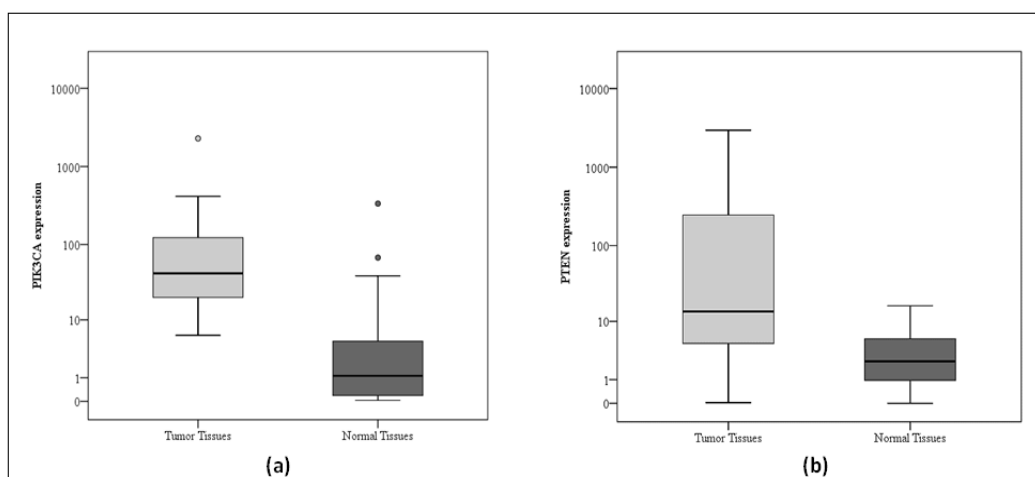 PIK3CA expression
10000
1000
100
10
1
0
Tumor Tissues
Normal Tissues
(a)
PTEN expression
10000
1000
100
10
1
0
Tumor Tissues
Normal Tissues
(b)